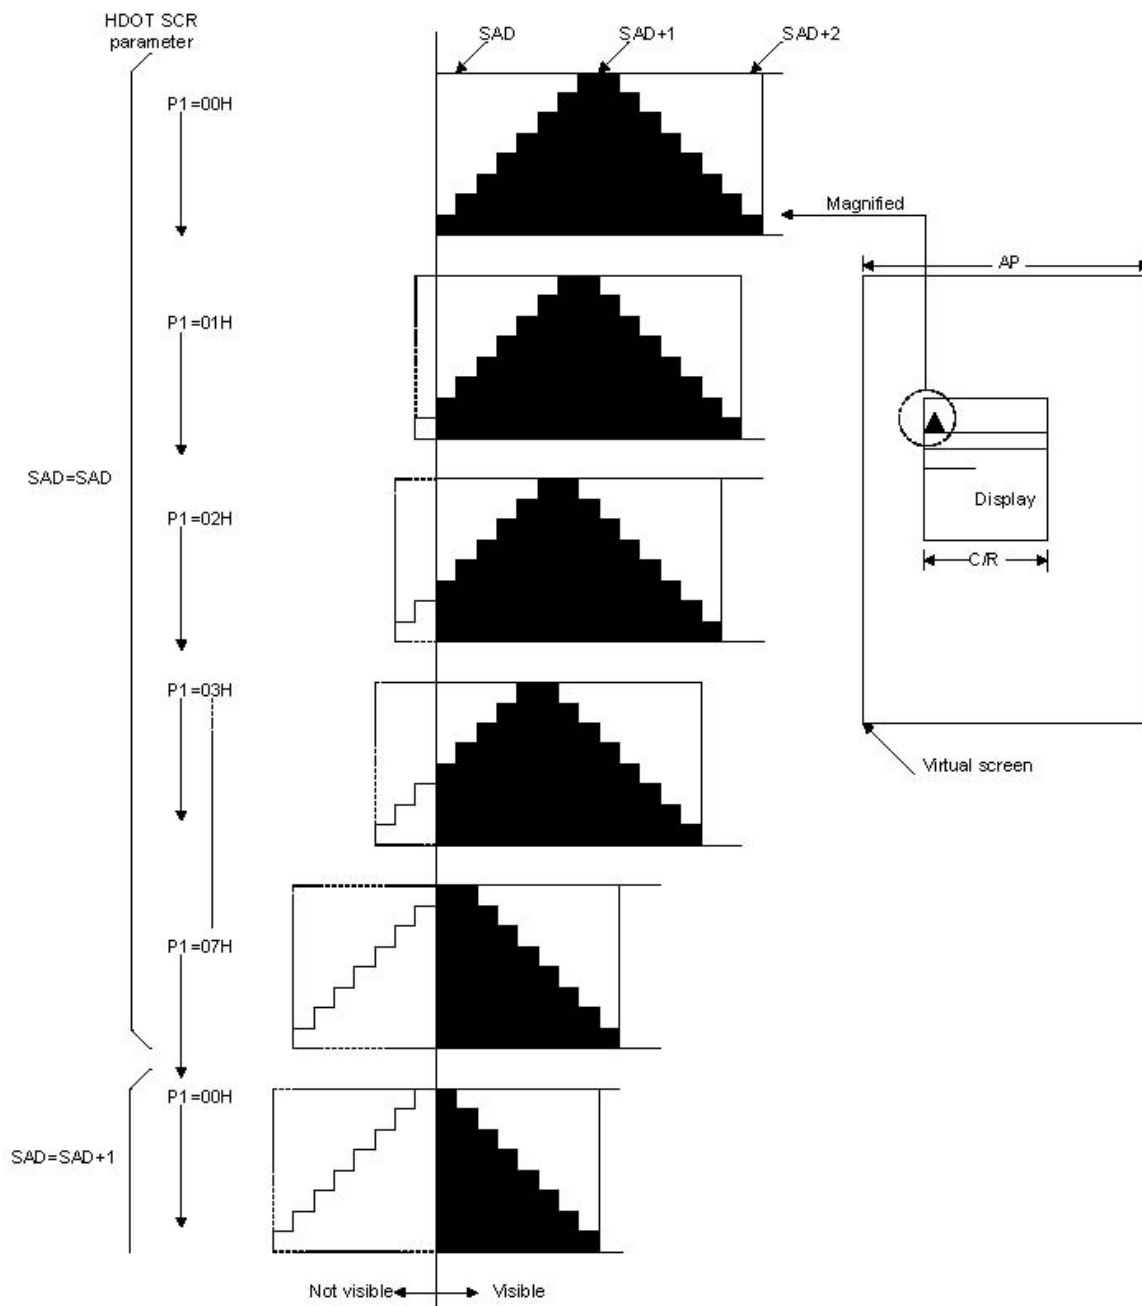 HDOT SCR
parameter
SAD
SAD+1
SAD+2
P1=00H
Magnified
AP
P1=01H
SAD=SAD
P1=02H
Display
C/R
P1=03H
Virtual screen
P1=07H
P1=00H
SAD=SAD+1
Not visible
Visible